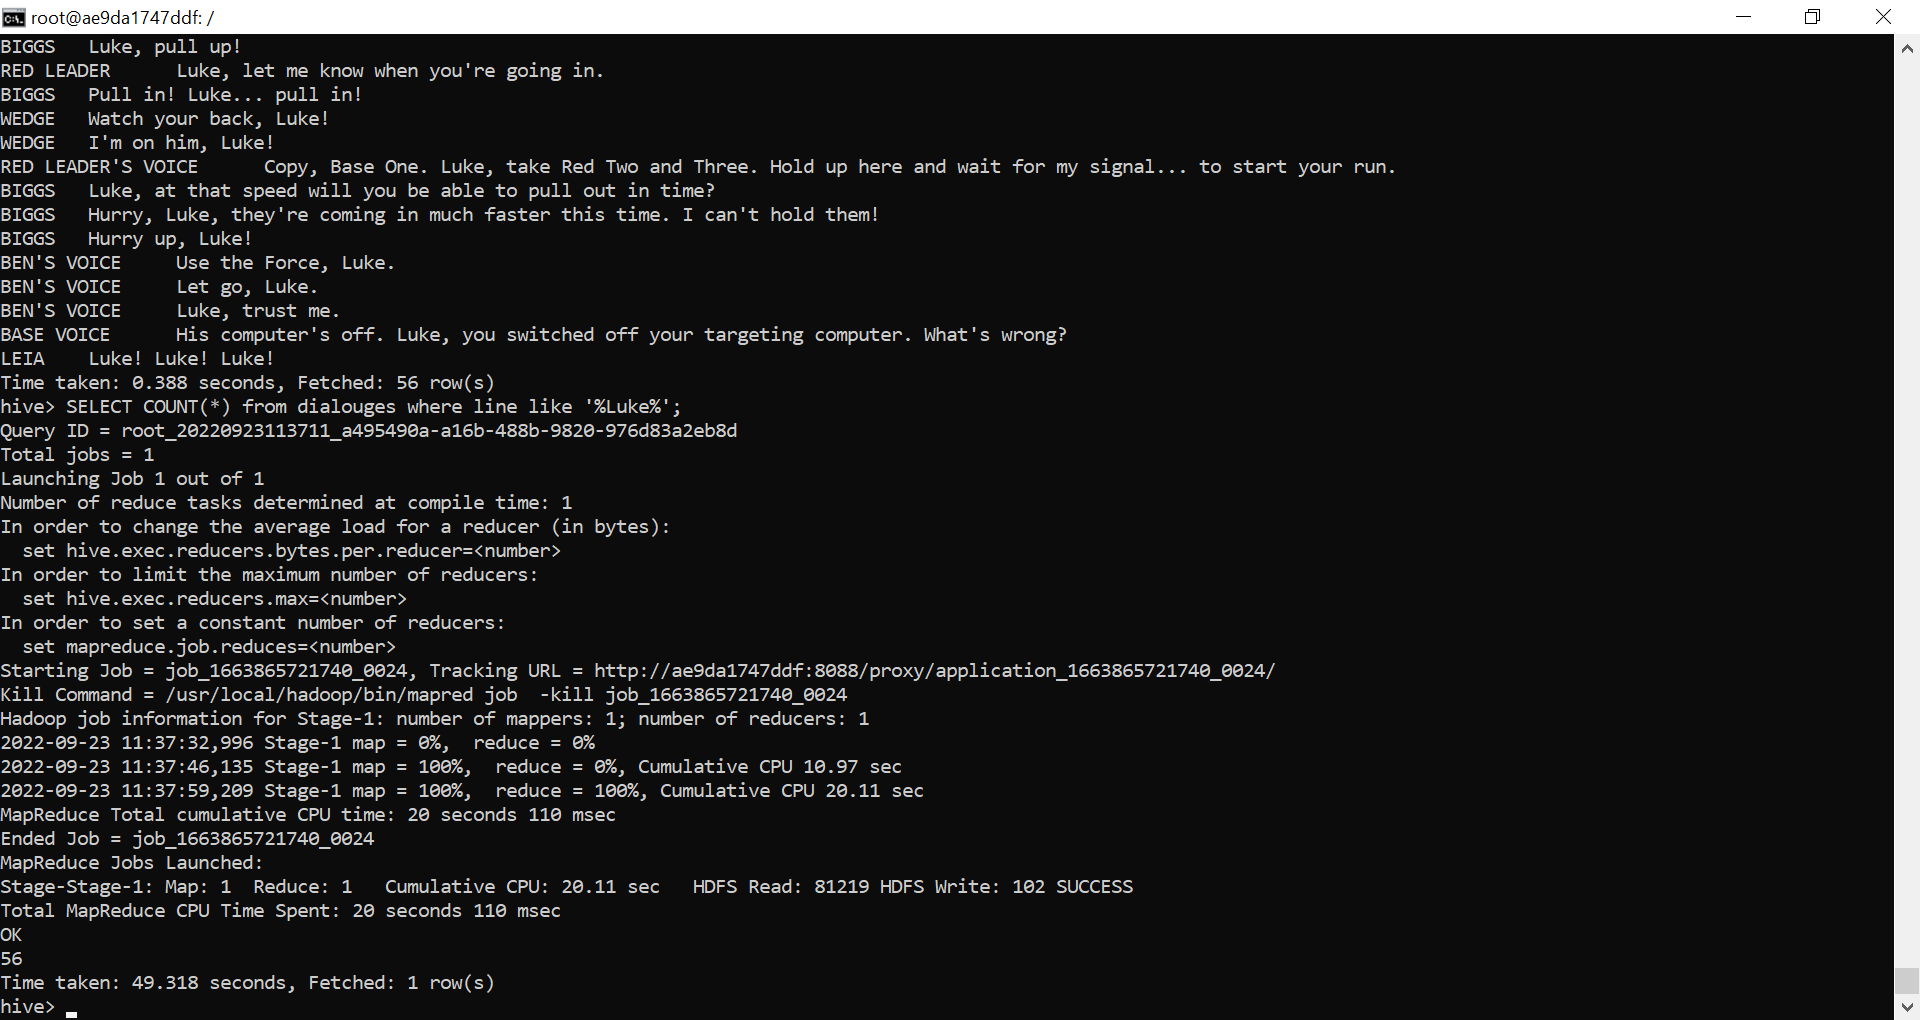 root@ae9da1747ddf: /
BIGGS   Luke, pull up!
RED LEADER      Luke, let me know when you're going in.
BIGGS   Pull in! Luke... pull in!
WEDGE   Watch your back, Luke!
WEDGE   I'm on him, Luke!
RED LEADER'S VOICE      Copy, Base One. Luke, take Red Two and Three. Hold up here and wait for my signal... to start your run.
BIGGS   Luke, at that speed will you be able to pull out in time?
BIGGS   Hurry, Luke, they're coming in much faster this time. I can't hold them!
BIGGS   Hurry up, Luke!
BEN'S VOICE     Use the Force, Luke.
BEN'S VOICE     Let go, Luke.
BEN'S VOICE     Luke, trust me.
BASE VOICE      His computer's off. Luke, you switched off your targeting computer. What's wrong?
LEIA    Luke! Luke! Luke!
Time taken: 0.388 seconds, Fetched: 56 row(s)
hive> SELECT COUNT(*) from dialouges where line like '%Luke%';
Query ID = root_20220923113711_a495490a-a16b-488b-9820-976d83a2eb8d
Total jobs = 1
Launching Job 1 out of 1
Number of reduce tasks determined at compile time: 1
In order to change the average load for a reducer (in bytes):
  set hive.exec.reducers.bytes.per.reducer=<number>
In order to limit the maximum number of reducers:
  set hive.exec.reducers.max=<number>
In order to set a constant number of reducers:
  set mapreduce.job.reduces=<number>
Starting Job = job_1663865721740_0024, Tracking URL = http://ae9da1747ddf:8088/proxy/application_1663865721740_0024/
Kill Command = /usr/local/hadoop/bin/mapred job  -kill job_1663865721740_0024
Hadoop job information for Stage-1: number of mappers: 1; number of reducers: 1
2022-09-23 11:37:32,996 Stage-1 map = 0%,  reduce = 0%
2022-09-23 11:37:46,135 Stage-1 map = 100%,  reduce = 0%, Cumulative CPU 10.97 sec
2022-09-23 11:37:59,209 Stage-1 map = 100%,  reduce = 100%, Cumulative CPU 20.11 sec
MapReduce Total cumulative CPU time: 20 seconds 110 msec
Ended Job = job_1663865721740_0024
MapReduce Jobs Launched:
Stage-Stage-1: Map: 1  Reduce: 1   Cumulative CPU: 20.11 sec   HDFS Read: 81219 HDFS Write: 102 SUCCESS
Total MapReduce CPU Time Spent: 20 seconds 110 msec
OK
56
Time taken: 49.318 seconds, Fetched: 1 row(s)
hive>